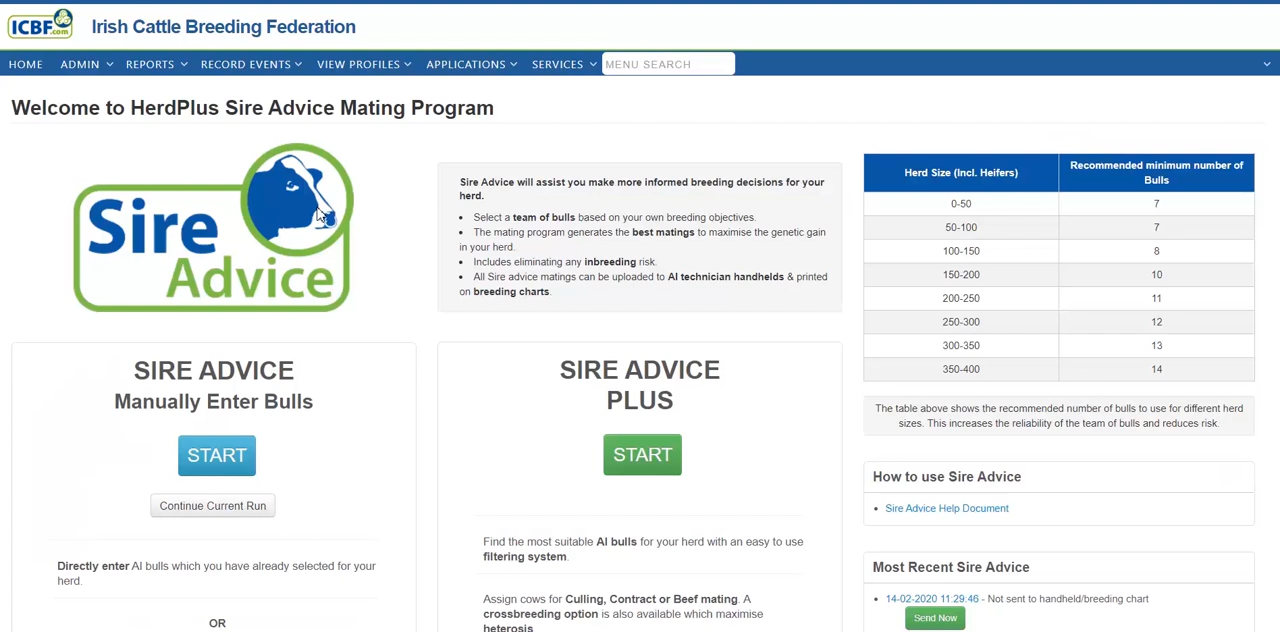 ICBF.com
Irish Cattle Breeding Federation
HOME ADMIN REPORTS RECORD EVENTS VIEW PROFILES APPLICATIONS SERVICES MENU SEARCH
Welcome to HerdPlus Sire Advice Mating Program
Sire
Advice
Sire Advice will assist you make more informed breeding decisions for your
herd.
• Select a team of bulls based on your own breeding objectives.
• The mating program generates the best matings to maximise the genetic gain
in your herd.
• Includes eliminating any inbreeding risk.
• All Sire advice matings can be uploaded to AI technician handhelds & printed
on breeding charts.
SIRE ADVICE
Manually Enter Bulls
START
Continue Current Run
Directly enter AI bulls which you have already selected for your
herd.
OR
SIRE ADVICE
PLUS
START
Find the most suitable AI bulls for your herd with an easy to use
filtering system.
Assign cows for Culling, Contract or Beef mating. A
crossbreeding option is also available which maximise
heterosis
Herd Size (Incl. Heifers) Recommended minimum number of
Bulls
0-50 7
50-100 7
100-150 8
150-200 10
200-250 11
250-300 12
300-350 13
350-400 14
The table above shows the recommended number of bulls to use for different herd
sizes. This increases the reliability of the team of bulls and reduces risk.
How to use Sire Advice
• Sire Advice Help Document
Most Recent Sire Advice
• 14-02-2020 11:29:46 - Not sent to handheld/breeding chart
Send Now